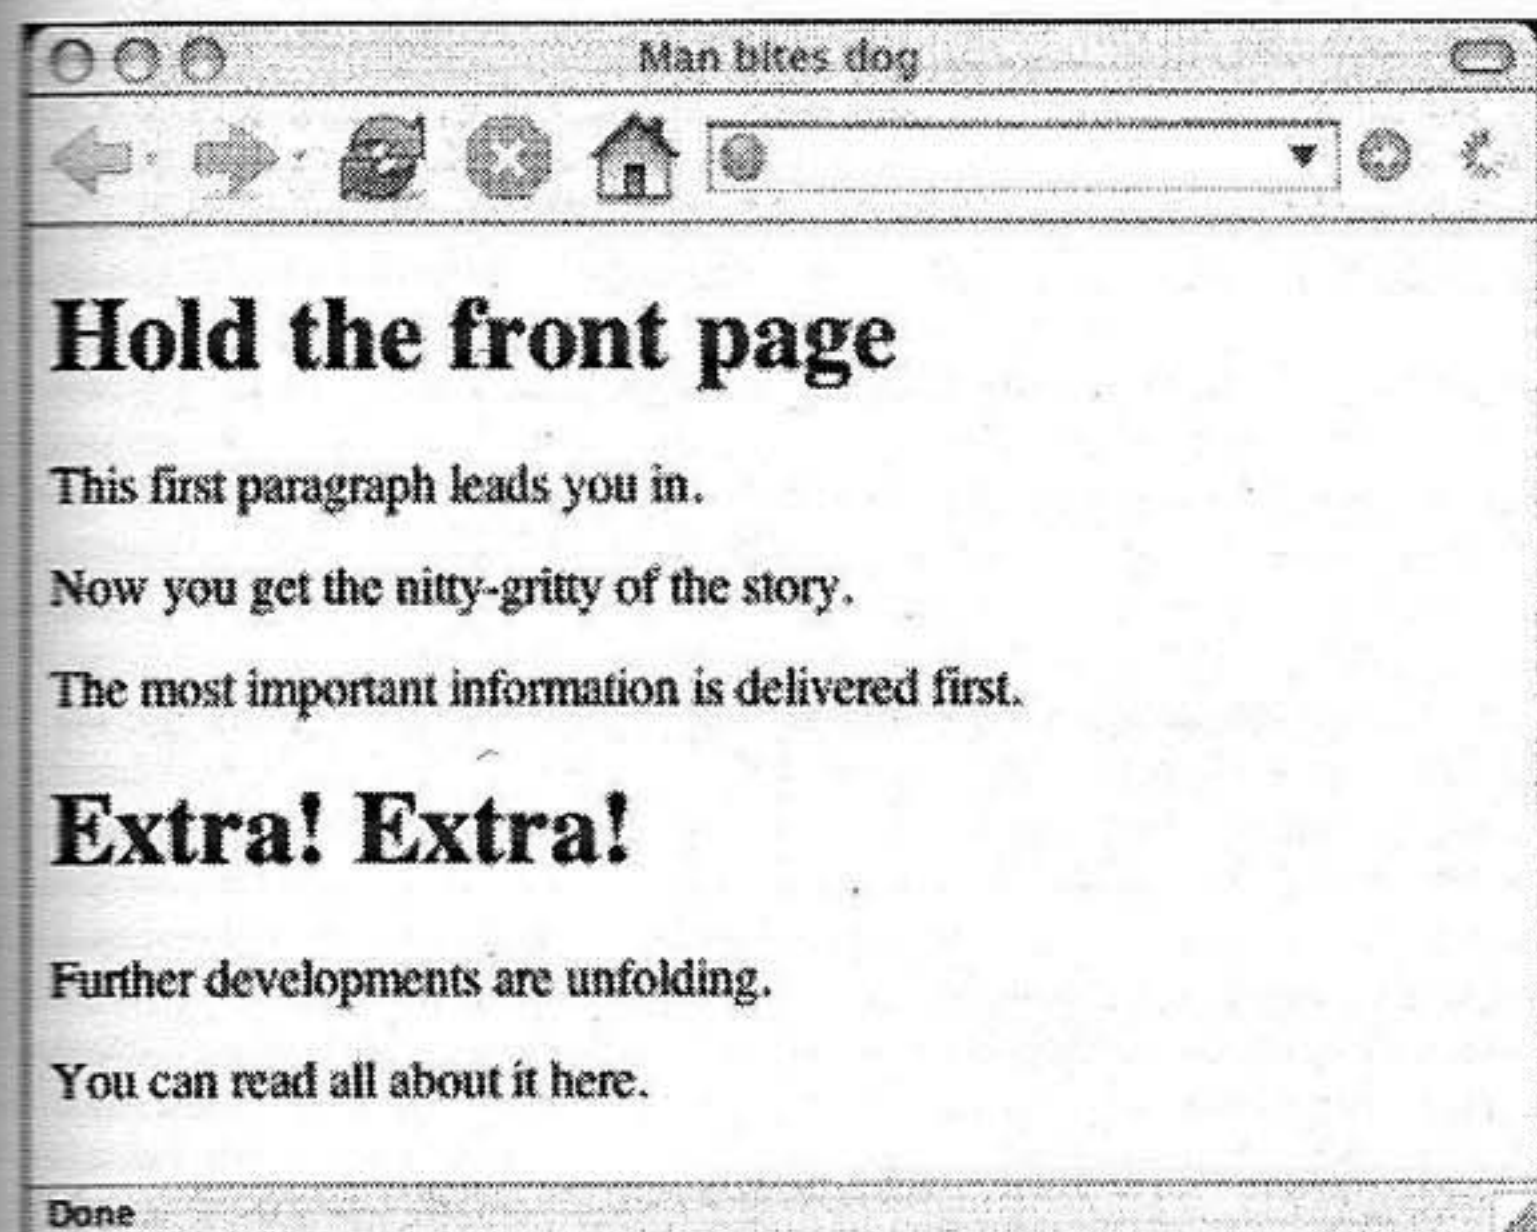 Man bites dog
Hold the front page
This first paragraph leads you in.
Now you get the nitty-gritty of the story.
The most important information is delivered first.
Extra! Extra!
Further developments are unfolding.
You can read all about it here.
Done